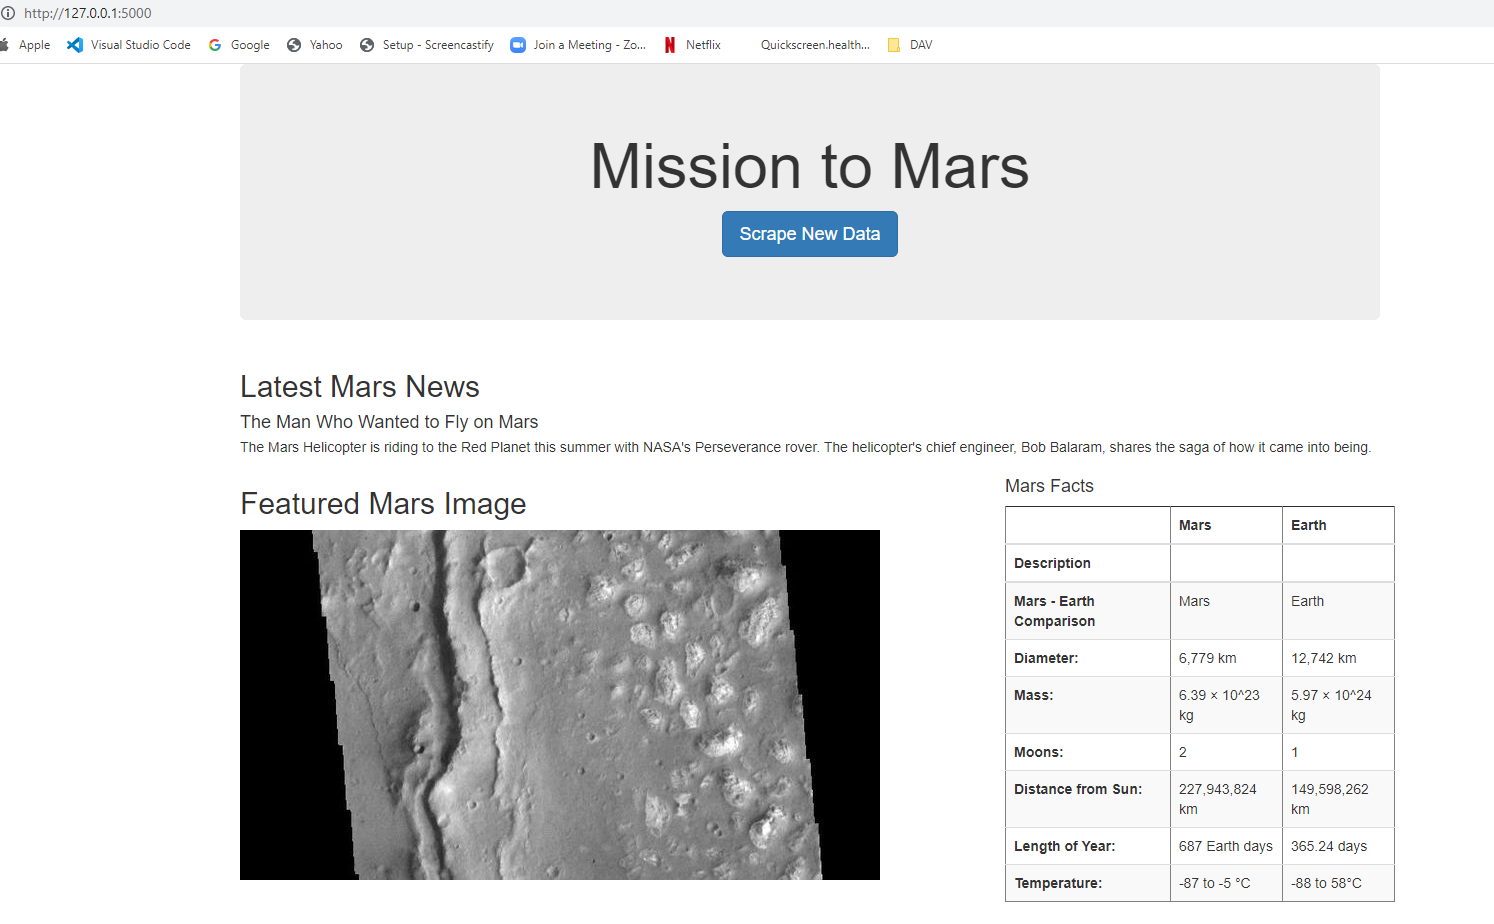 http://127.0.0.1:5000
Apple Visual Studio Code Google Yahoo Setup - Screencastify Join a Meeting - Zo... Netflix Quickscreen.health... DAV
Mission to Mars
Scrape New Data
Latest Mars News
The Man Who Wanted to Fly on Mars
The Mars Helicopter is riding to the Red Planet this summer with NASA's Perseverance rover. The helicopter's chief engineer, Bob Balaram, shares the saga of how it came into being.
Featured Mars Image
Mars Facts
Mars Earth
Description
Mars - Earth
Comparison
Mars Earth
Diameter: 6,779 km 12,742 km
Mass: 6.39 × 10^23
kg
5.97 × 10^24
kg
Moons: 2 1
Distance from Sun: 227,943,824
km
149,598,262
km
Length of Year: 687 Earth days 365.24 days
Temperature: -87 to -5 °C -88 to 58°C